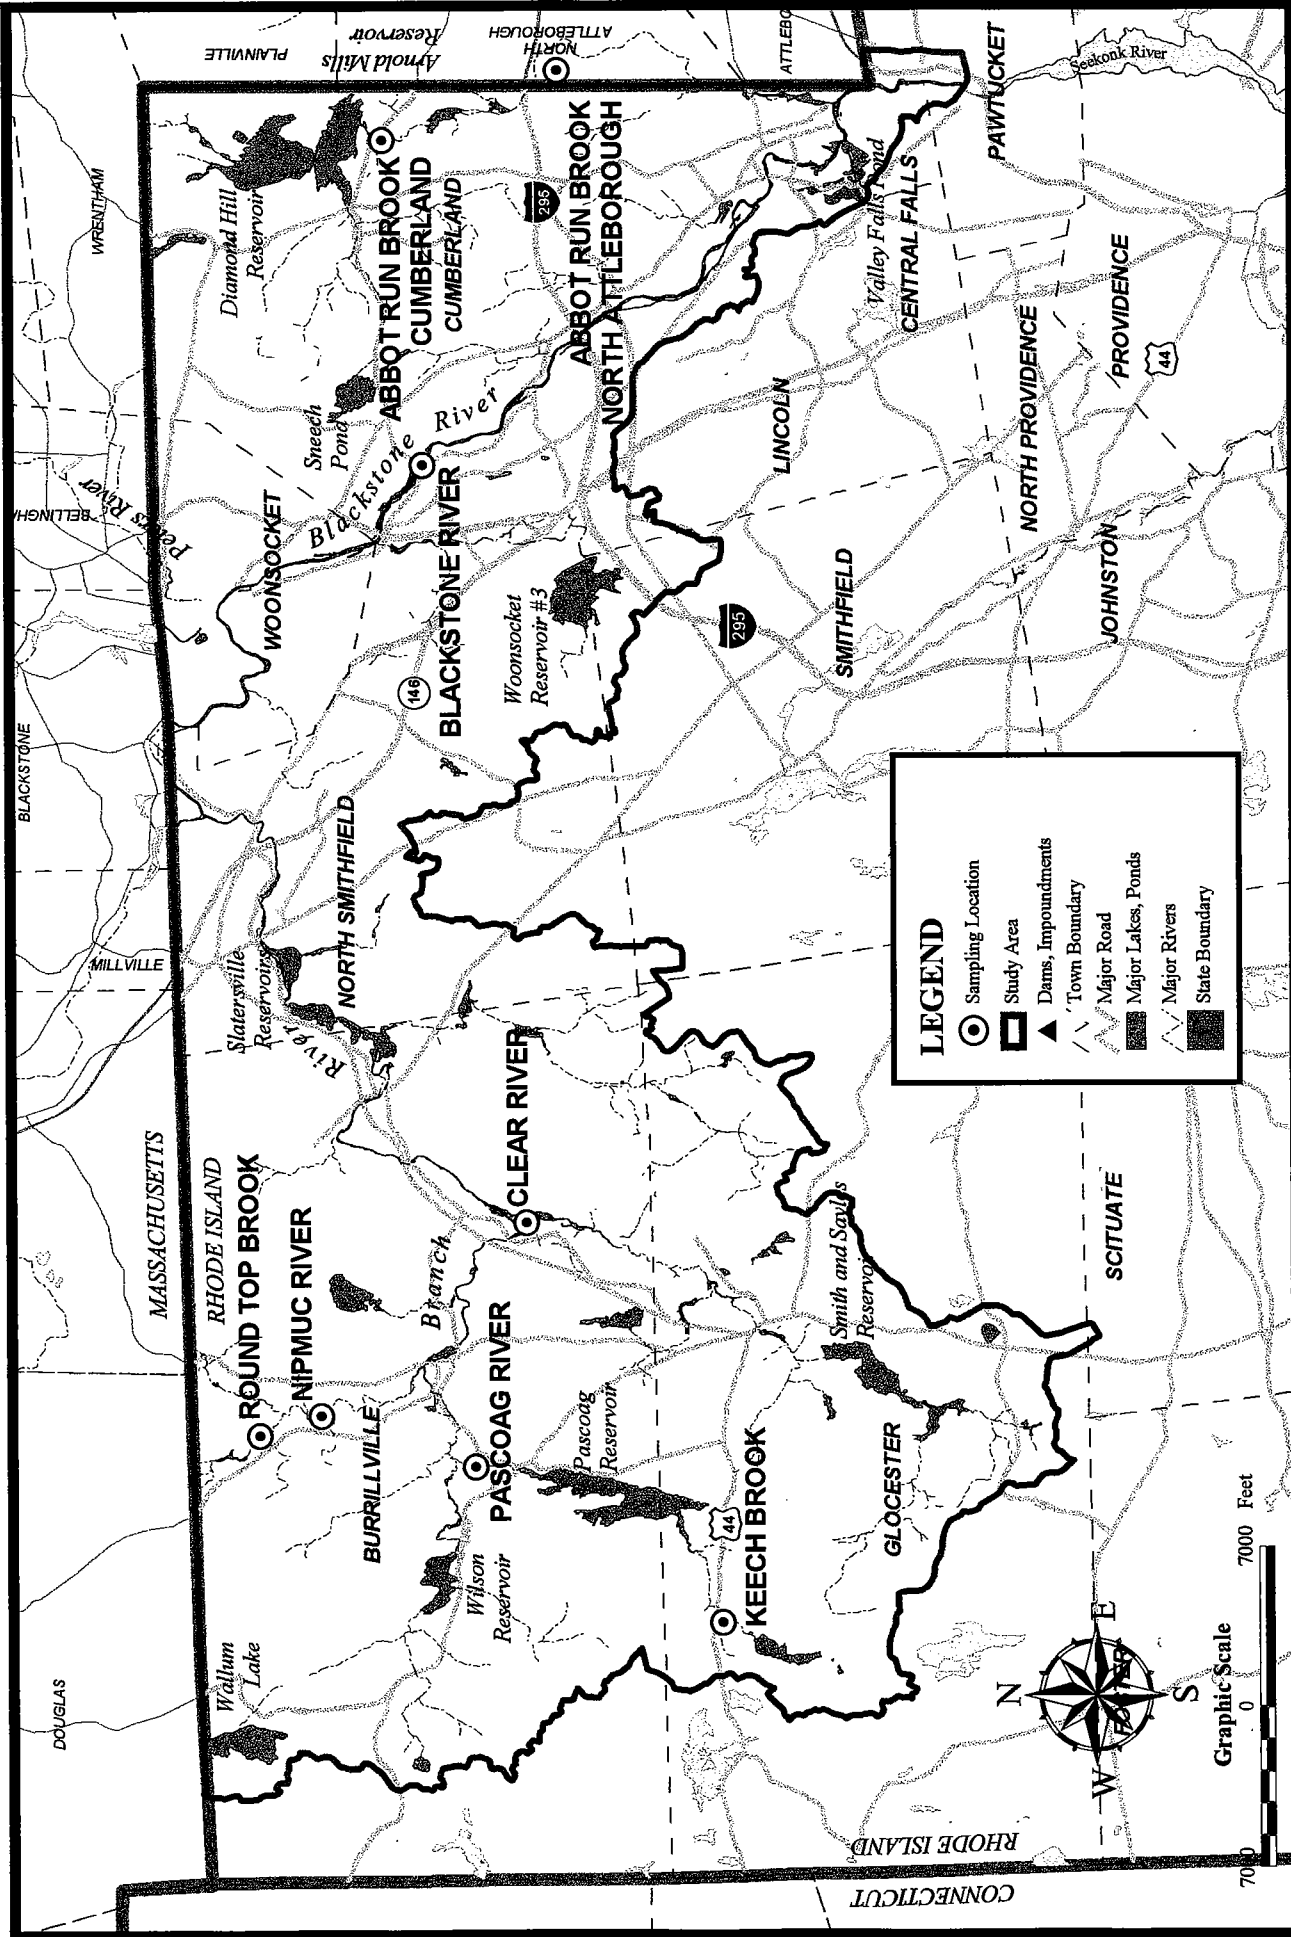 DOUGLAS
BLACKSTONE
MILLVILLE
WRENTHAM
PLAINVILLE
Arnold Mills
Reservoir
NORTH
ATTLEBOROUGH
Peters River
MASSACHUSETTS
RHODE ISLAND
Wallum
Lake
ROUND TOP BROOK
NIPMUC RIVER
BURRILLVILLE
Wilson
Reservoir
PASCOAG RIVER
Pascoag
Reservoir
Branch
River
CLEAR RIVER
Slatersville
Reservoirs
NORTH SMITHFIELD
WOONSOCKET
Blackstone River
146
BLACKSTONE RIVER
Woonsocket
Reservoir #3
Sneech
Pond
Diamond Hill
Reservoir
ABBOT RUN BROOK
CUMBERLAND
CUMBERLAND
295
ABBOT RUN BROOK
NORTH ATTLEBOROUGH
44
KEECH BROOK
GLOCESTER
Smith and Sayles
Reservoir
SCITUATE
SMITHFIELD
295
LINCOLN
Valley Falls Pond
CENTRAL FALLS
PAWTUCKET
Seekonk River
NORTH PROVIDENCE
PROVIDENCE
44
JOHNSTON
LEGEND
Sampling Location
Study Area
Dams, Impoundments
Town Boundary
Major Road
Major Lakes, Ponds
Major Rivers
State Boundary
N
W
E
S
FOSTER
Graphic Scale
7000 0 7000 Feet
RHODE ISLAND
CONNECTICUT